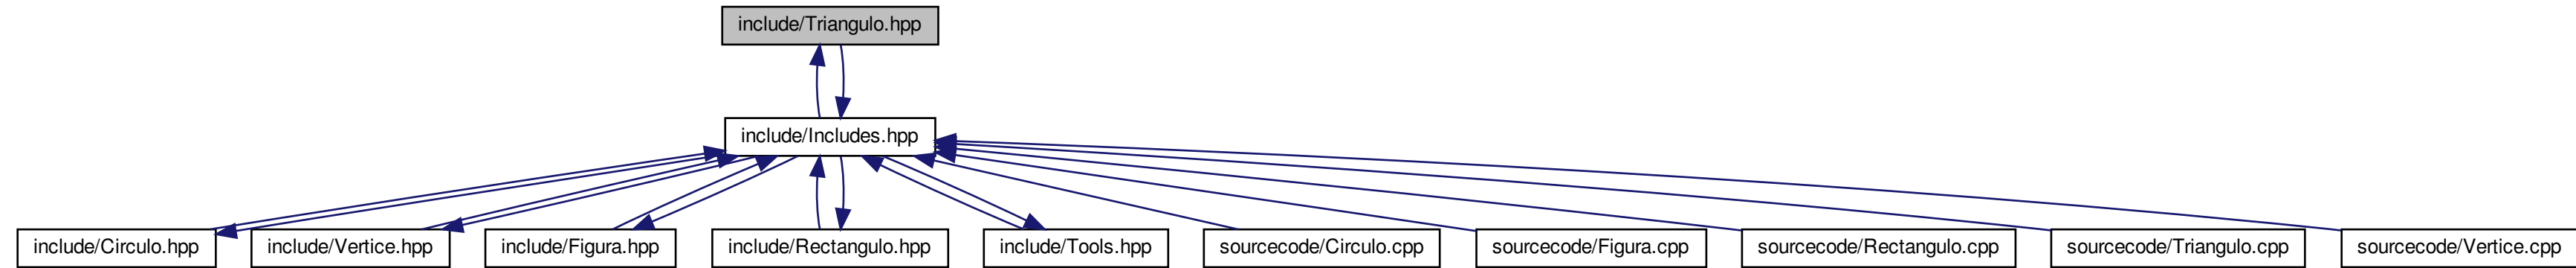 include/Triangulo.hpp
include/Includes.hpp
include/Circulo.hpp
include/Vertice.hpp
include/Figura.hpp
include/Rectangulo.hpp
include/Tools.hpp
sourcecode/Circulo.cpp
sourcecode/Figura.cpp
sourcecode/Rectangulo.cpp
sourcecode/Triangulo.cpp
sourcecode/Vertice.cpp